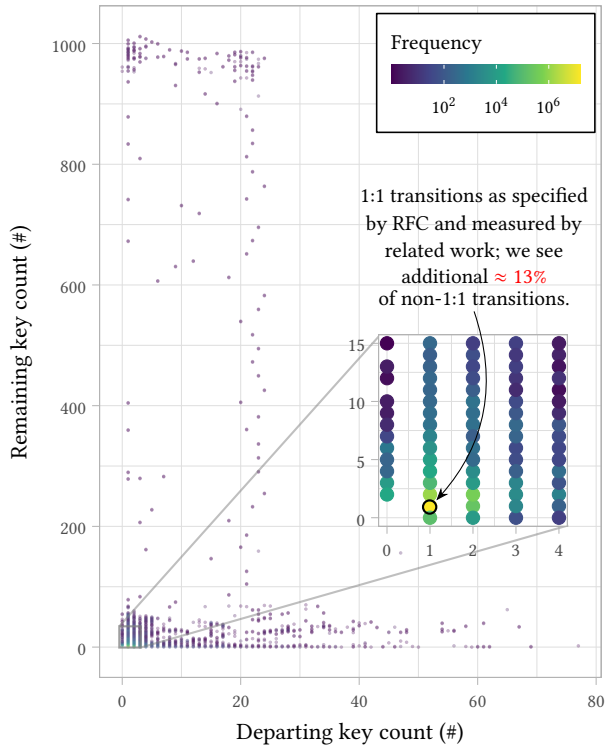 1000
800
600
400
200
0
Remaining key count (#)
Frequency
10^2 10^4 10^6
1:1 transitions as specified
by RFC and measured by
related work; we see
additional ≈ 13%
of non-1:1 transitions.
15
10
5
0
0 1 2 3 4
0 20 40 60 80
Departing key count (#)